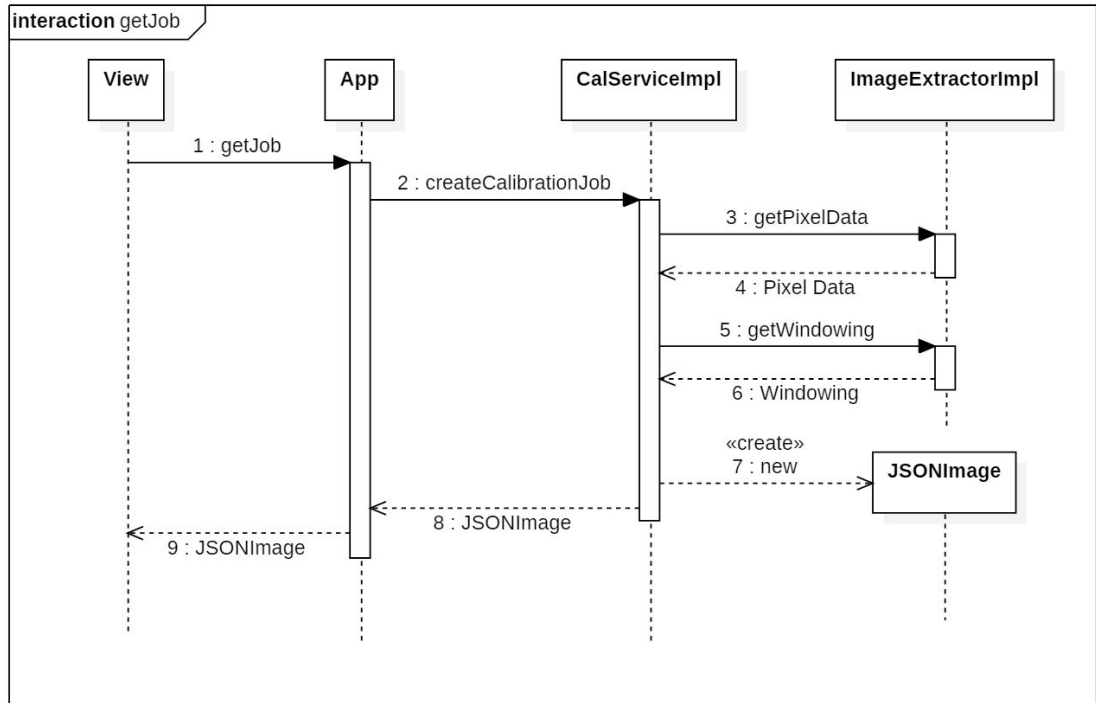 interaction getJob
View
App
CalServiceImpl
ImageExtractorImpl
1 : getJob
2 : createCalibrationJob
3 : getPixelData
4 : Pixel Data
5 : getWindowing
6 : Windowing
«create»
7 : new
JSONImage
8 : JSONImage
9 : JSONImage